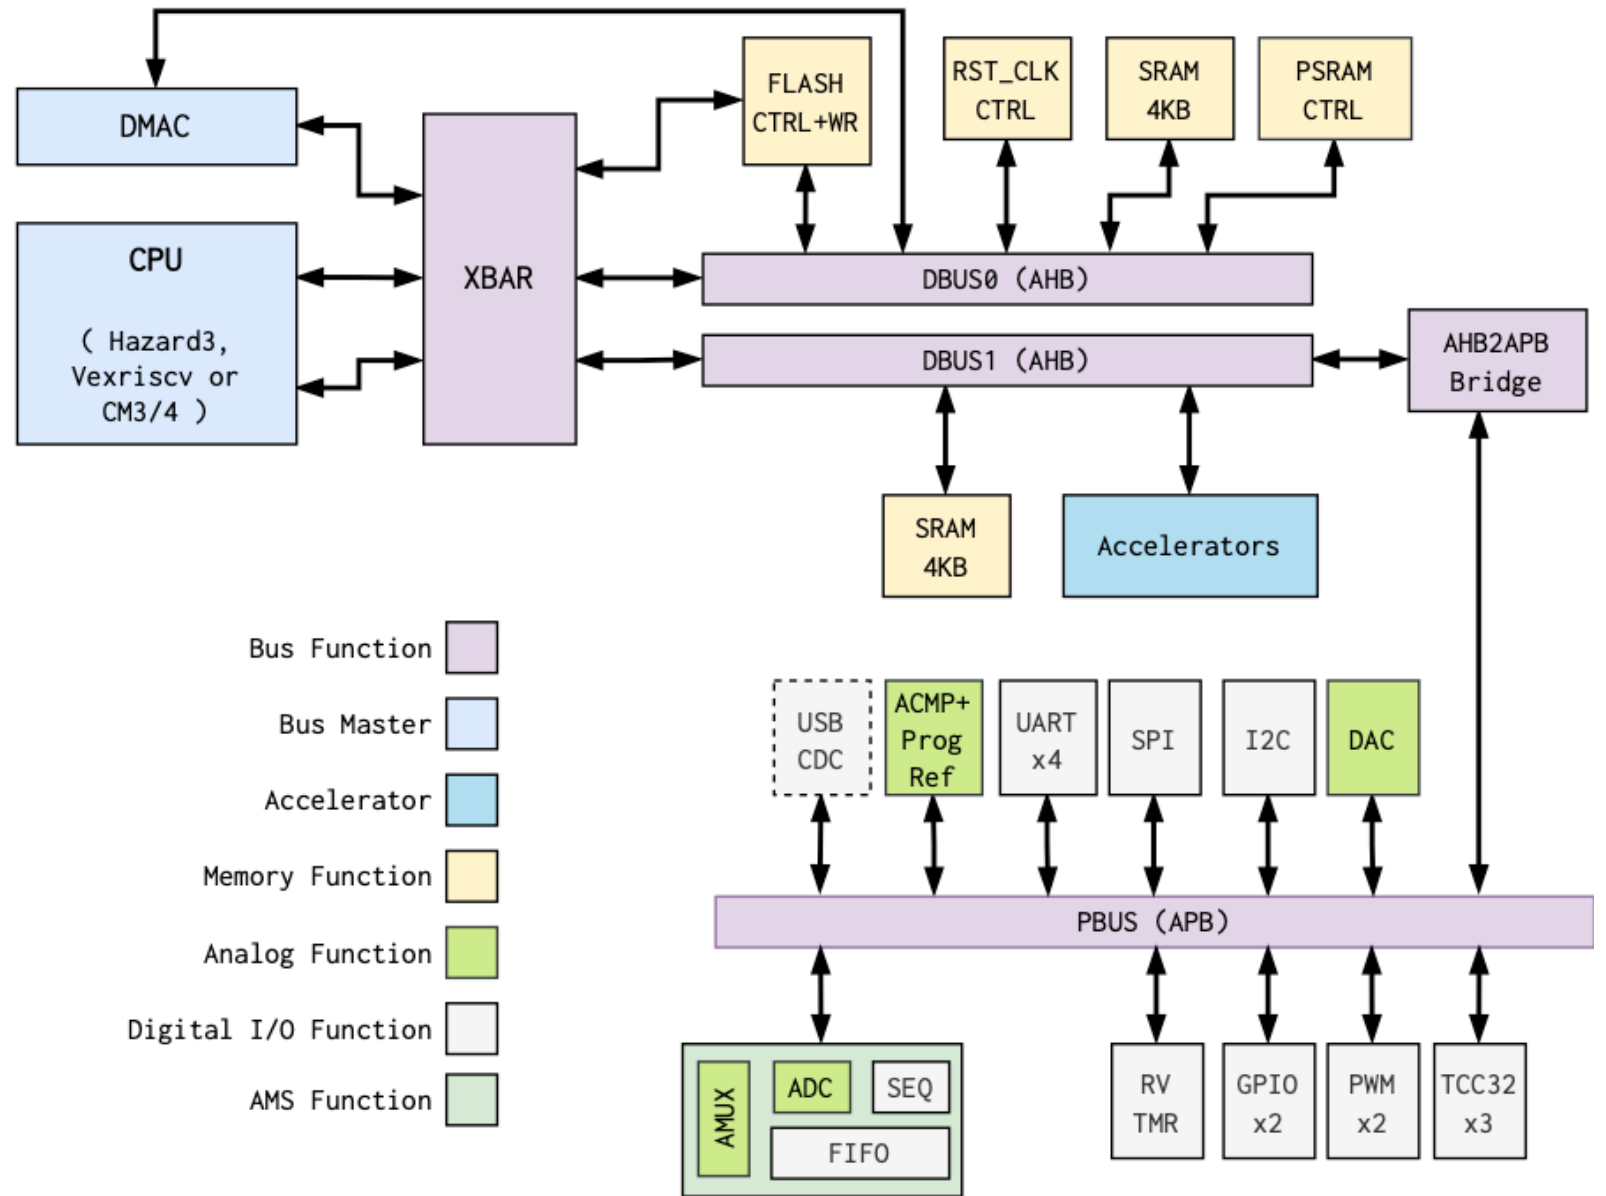 FLASH
CTRL+WR
RST_CLK
CTRL
SRAM
4KB
PSRAM
CTRL
DMAC
CPU
( Hazard3,
Vexriscv or
CM3/4 )
XBAR
DBUS0 (AHB)
DBUS1 (AHB)
AHB2APB
Bridge
SRAM
4KB
Accelerators
Bus Function
Bus Master
Accelerator
Memory Function
Analog Function
Digital I/O Function
AMS Function
USB
CDC
ACMP+
Prog
Ref
UART
x4
SPI
I2C
DAC
PBUS (APB)
AMUX
ADC
SEQ
FIFO
RV
TMR
GPIO
x2
PWM
x2
TCC32
x3